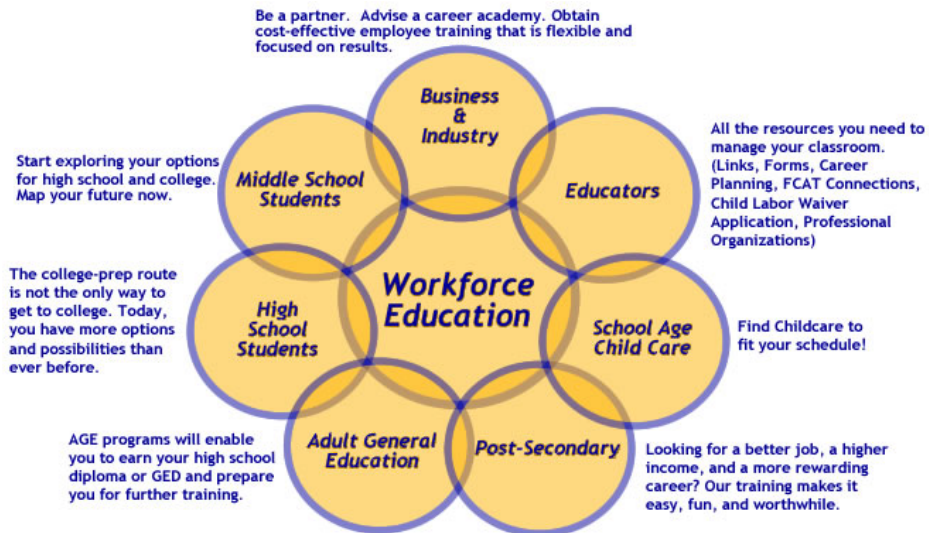 Be a partner.  Advise a career academy. Obtain
cost-effective employee training that is flexible and
focused on results.
Business
&
Industry
All the resources you need to
manage your classroom.
(Links, Forms, Career
Planning, FCAT Connections,
Child Labor Waiver
Application, Professional
Organizations)
Educators
Start exploring your options
for high school and college.
Map your future now.
Middle School
Students
Workforce
Education
The college-prep route
is not the only way to
get to college. Today,
you have more options
and possibilities than
ever before.
High
School
Students
School Age
Child Care
Find Childcare to
fit your schedule!
AGE programs will enable
you to earn your high school
diploma or GED and prepare
you for further training.
Adult General
Education
Post-Secondary
Looking for a better job, a higher
income, and a more rewarding
career? Our training makes it
easy, fun, and worthwhile.